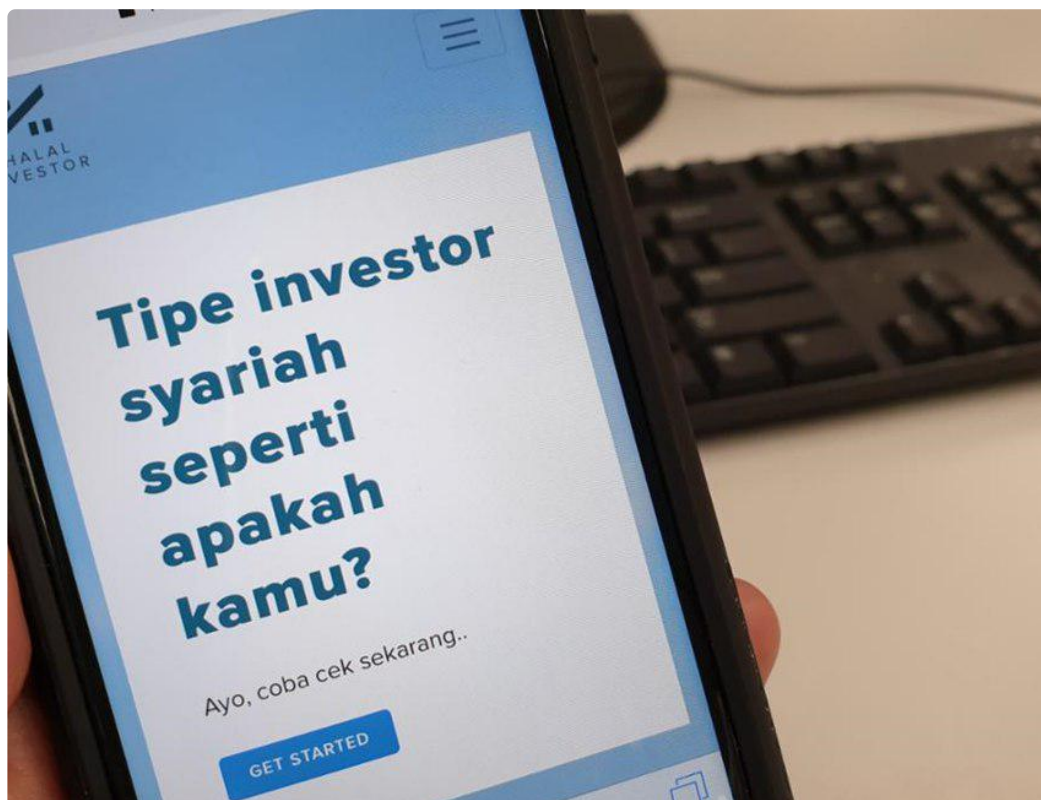 HALAL
VESTOR
Tipe investor
syariah
seperti
apakah
kamu?
Ayo, coba cek sekarang..
GET STARTED